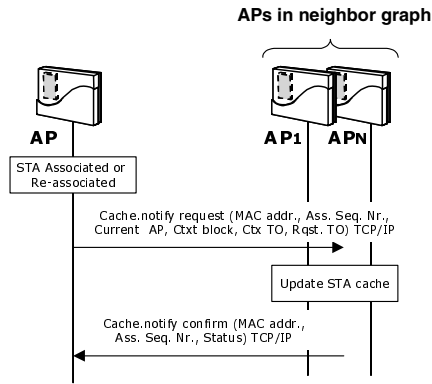 APs in neighbor graph
AP
AP1 APN
STA Associated or
Re-associated
Cache.notify request (MAC addr., Ass. Seq. Nr.,
Current AP, Ctxt block, Ctx TO, Rqst. TO) TCP/IP
Update STA cache
Cache.notify confirm (MAC addr.,
Ass. Seq. Nr., Status) TCP/IP